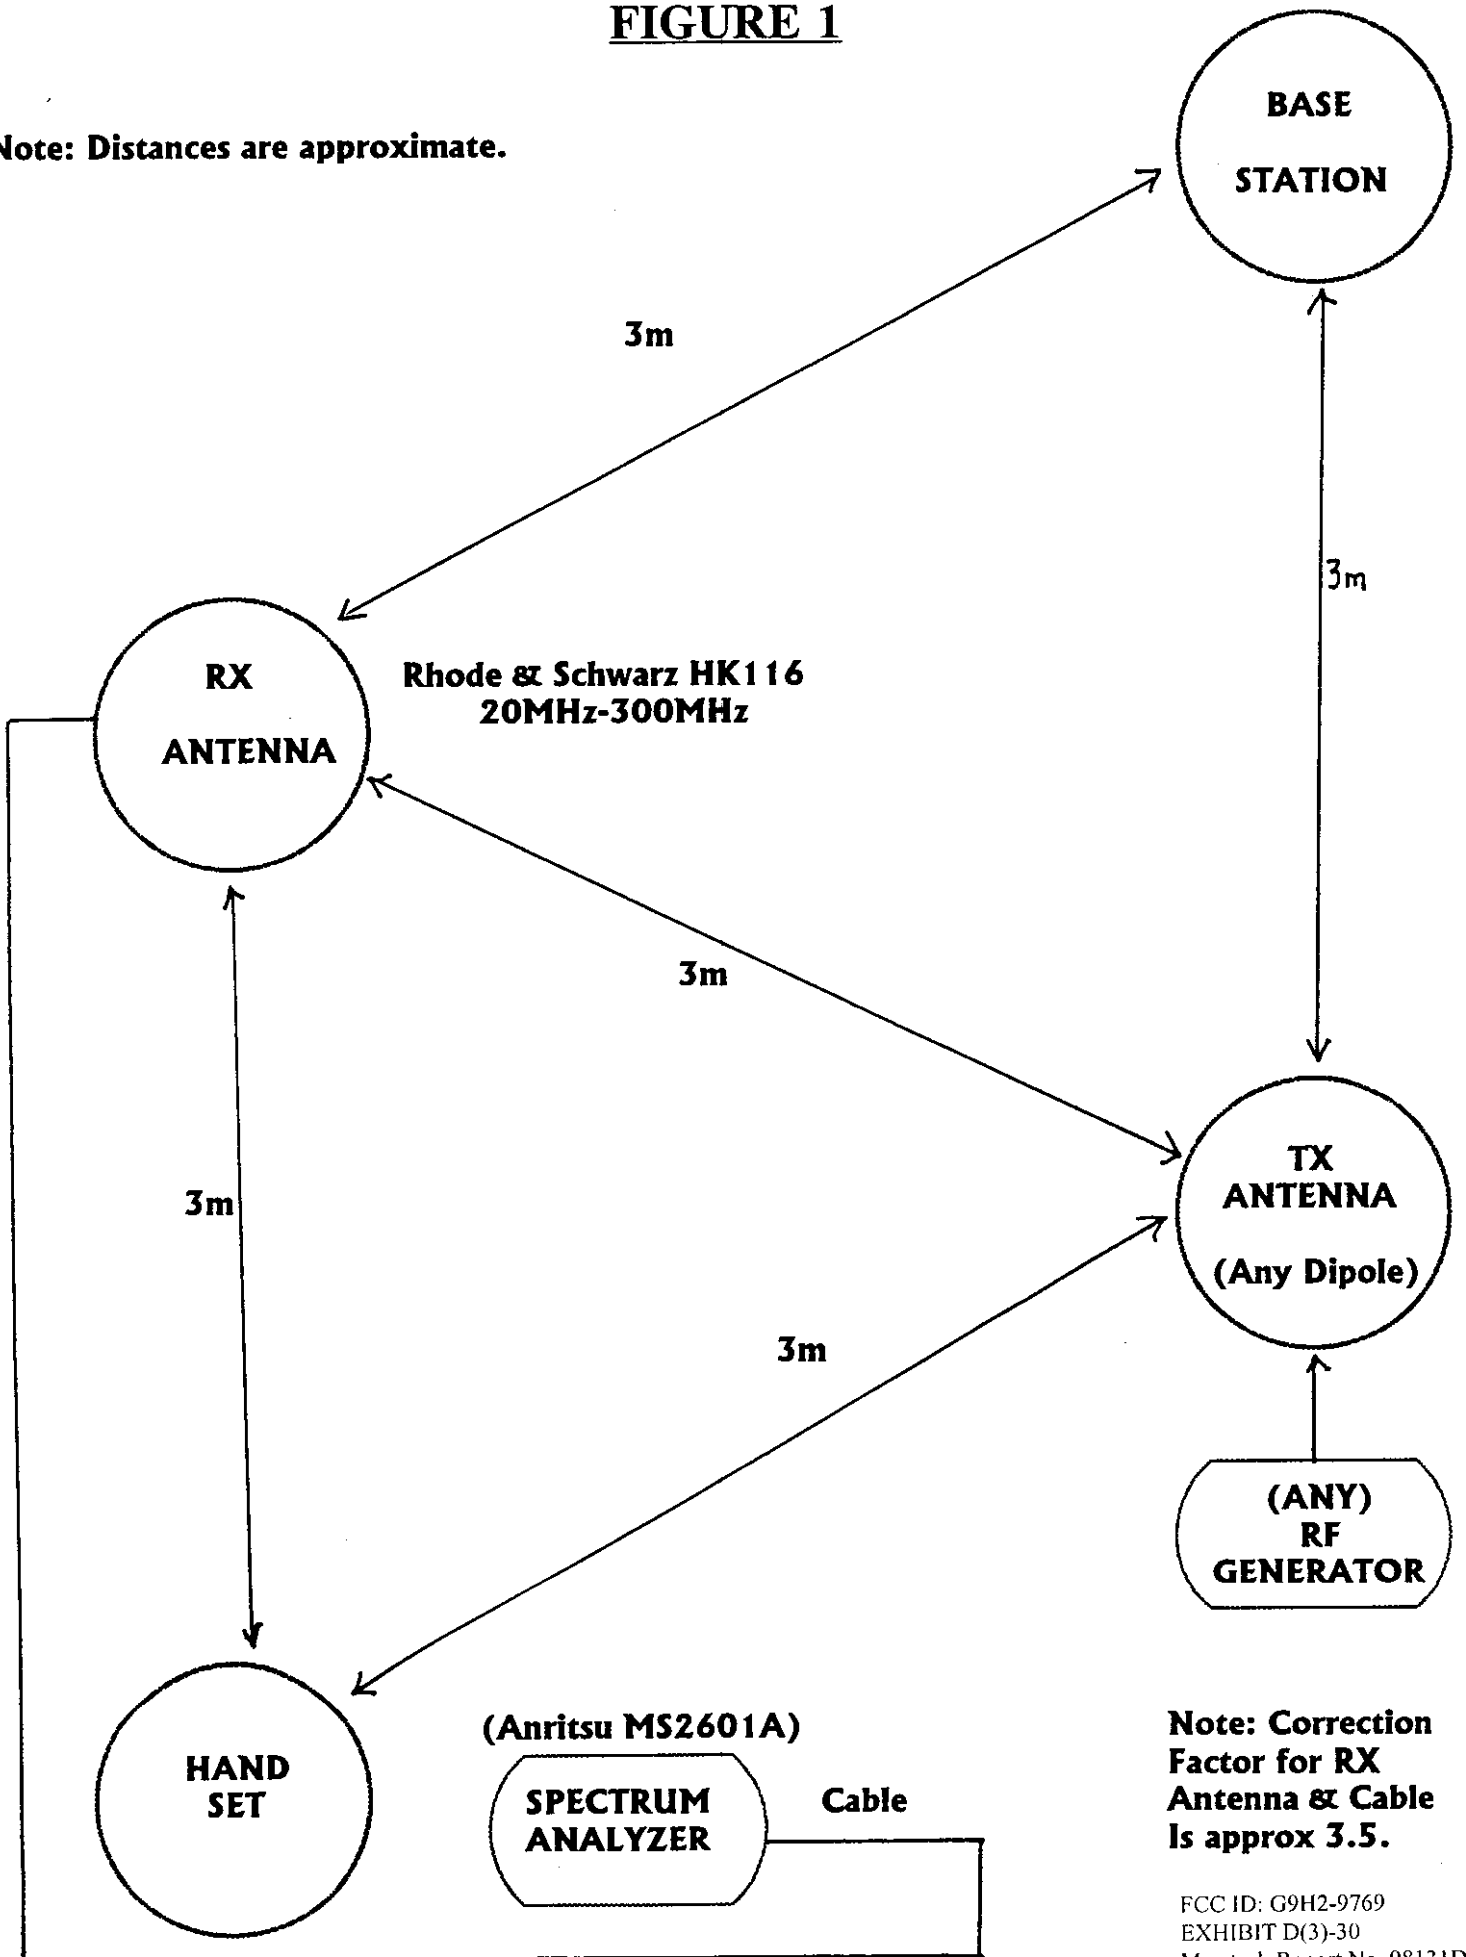 FIGURE 1
BASE
STATION
Note: Distances are approximate.
3m
3m
RX
ANTENNA
Rhode & Schwarz HK116
20MHz-300MHz
3m
TX
ANTENNA
(Any Dipole)
3m
3m
(ANY)
RF
GENERATOR
HAND
SET
(Anritsu MS2601A)
SPECTRUM
ANALYZER
Cable
Note: Correction
Factor for RX
Antenna & Cable
Is approx 3.5.
FCC ID: G9H2-9769
EXHIBIT D(3)-30